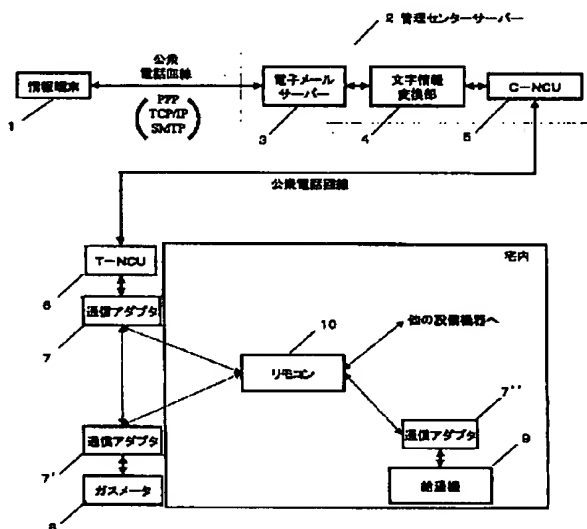 2 管理センターサーバー
公衆
電話回線
情報端末
電子メール
サーバー
文字情報
変換部
C-NCU
PPP
TCP/IP
SMTP
1
3
4
5
公衆電話回線
T-NCU
宅内
6
通信アダプタ
10
他の設備機器へ
7
リモコン
7''
通信アダプタ
通信アダプタ
9
7'
ガスメータ
給湯機
8